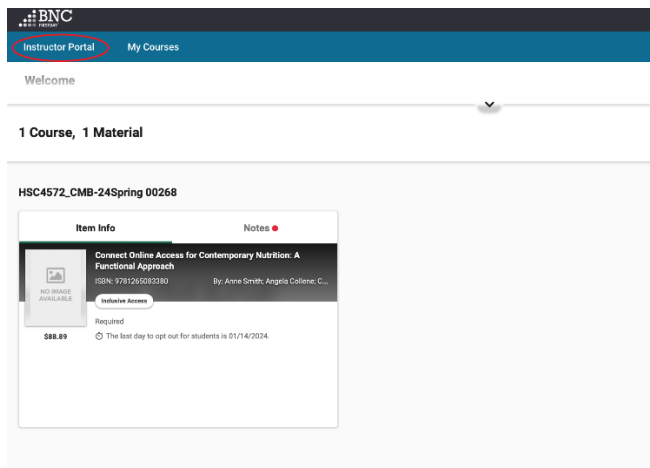 BNC
FIRSTDAY
Instructor Portal My Courses
Welcome
1 Course, 1 Material
HSC4572_CMB-24Spring 00268
Item Info Notes
Connect Online Access for Contemporary Nutrition: A
Functional Approach
ISBN: 9781265083380 By: Anne Smith; Angela Collene; C...
NO IMAGE
AVAILABLE
Inclusive Access
Required
$88.89 The last day to opt out for students is 01/14/2024.